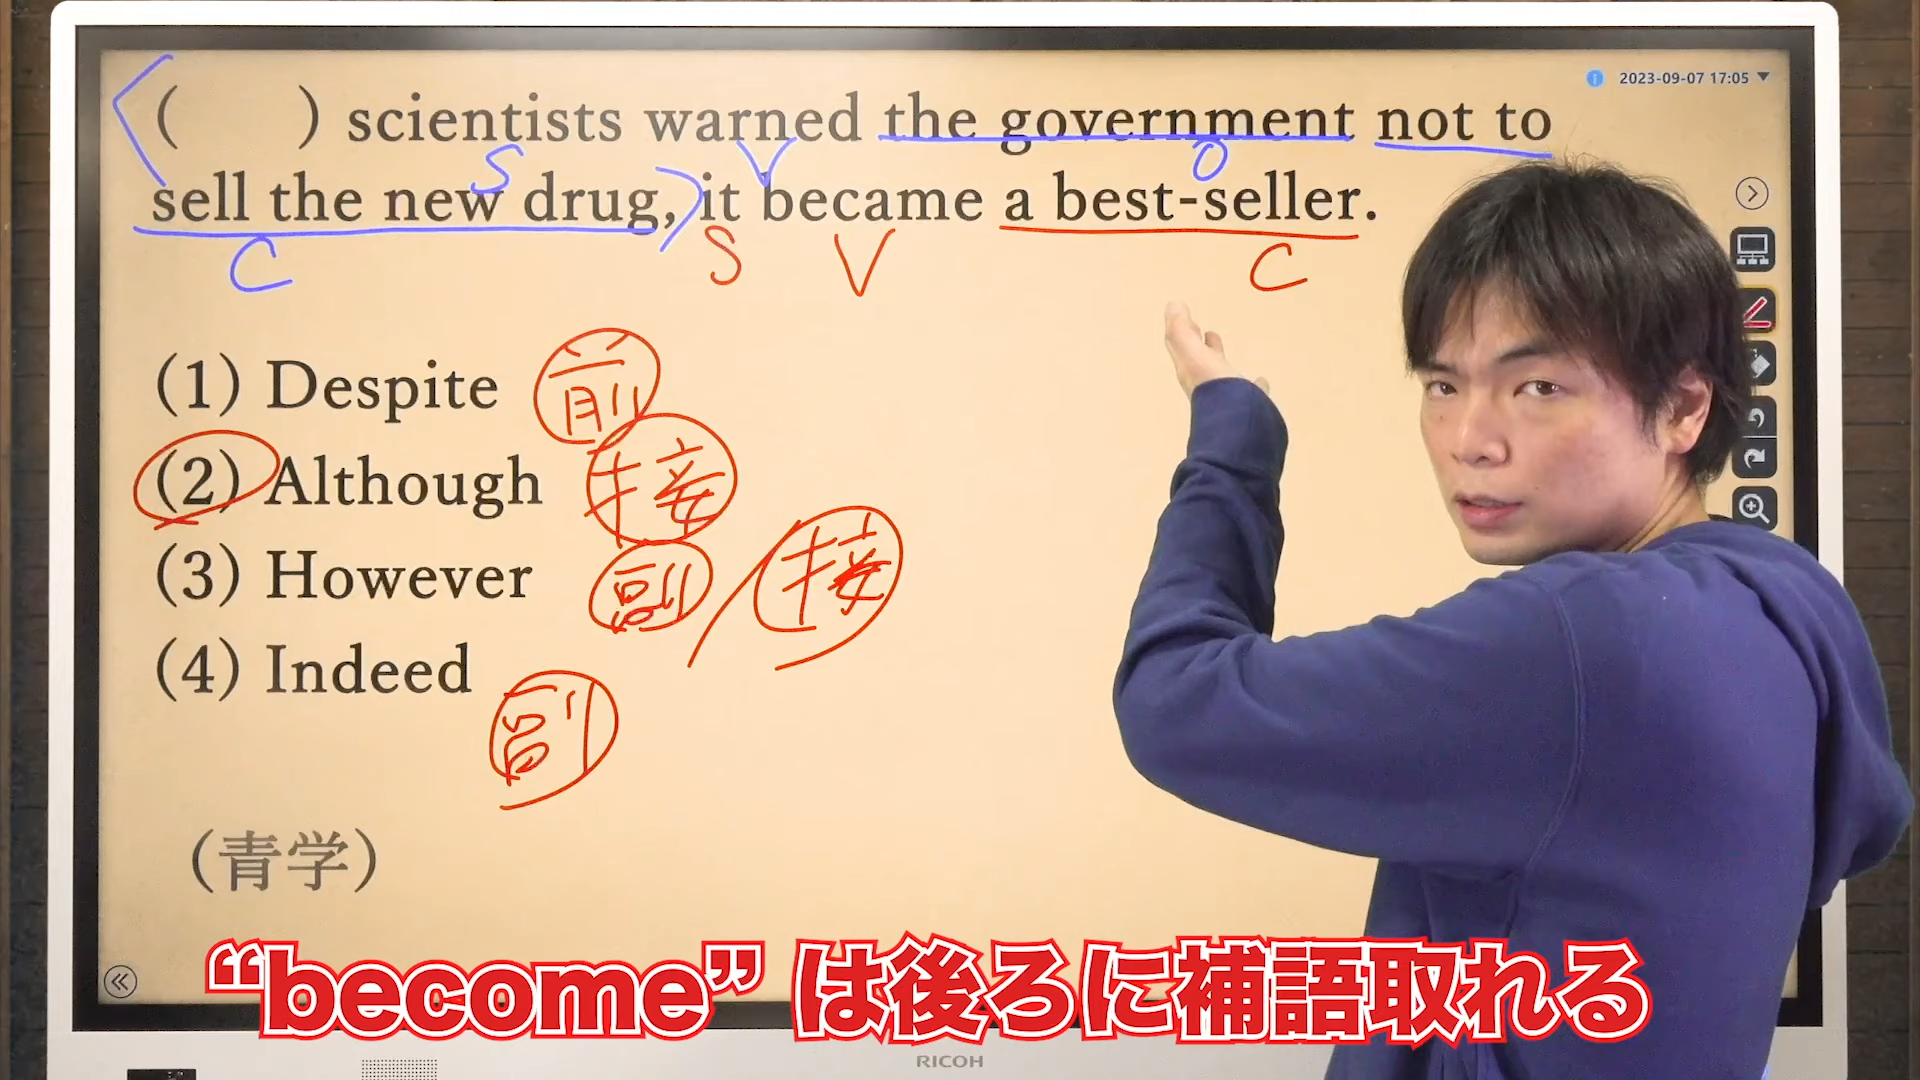 2023-09-07 17:05
(    ) scientists warned the government not to
S V O
sell the new drug, it became a best-seller.
C S V C
(1) Despite 前
(2) Although 接
(3) However 副 / 接
(4) Indeed 副
(青学)
“become” は後ろに補語取れる
RICOH